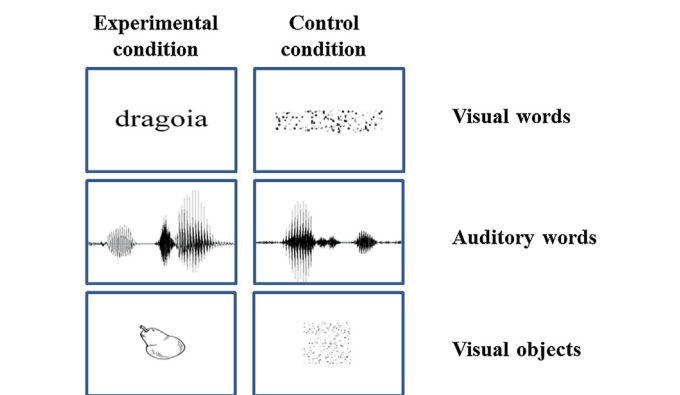 Experimental condition
Control condition
dragoia
Visual words
Auditory words
Visual objects